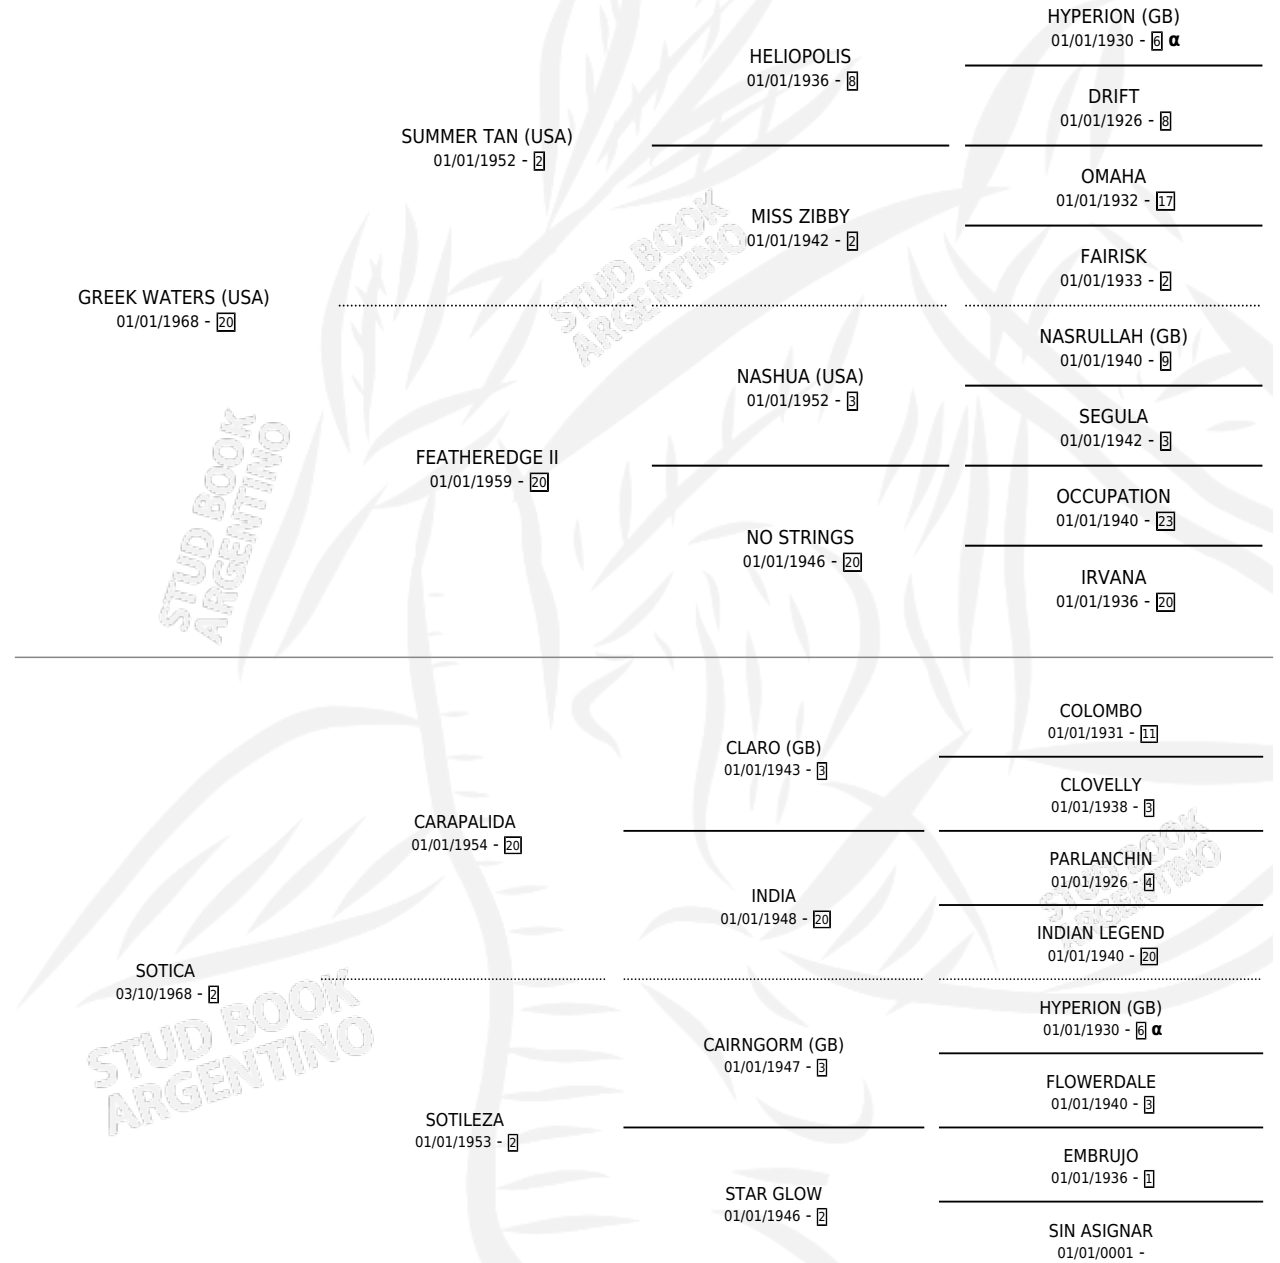 HYPERION (GB)
01/01/1930 - 6 α
HELIOPOLIS
01/01/1936 - 8
DRIFT
01/01/1926 - 8
SUMMER TAN (USA)
01/01/1952 - 2
OMAHA
01/01/1932 - 17
MISS ZIBBY
01/01/1942 - 2
FAIRISK
01/01/1933 - 2
GREEK WATERS (USA)
01/01/1968 - 20
NASRULLAH (GB)
01/01/1940 - 9
NASHUA (USA)
01/01/1952 - 3
SEGULA
01/01/1942 - 3
FEATHEREDGE II
01/01/1959 - 20
OCCUPATION
01/01/1940 - 23
NO STRINGS
01/01/1946 - 20
IRVANA
01/01/1936 - 20
COLOMBO
01/01/1931 - 11
CLARO (GB)
01/01/1943 - 3
CLOVELLY
01/01/1938 - 3
CARAPALIDA
01/01/1954 - 20
PARLANCHIN
01/01/1926 - 4
INDIA
01/01/1948 - 20
INDIAN LEGEND
01/01/1940 - 20
SOTICA
03/10/1968 - 2
HYPERION (GB)
01/01/1930 - 6 α
CAIRNGORM (GB)
01/01/1947 - 3
FLOWERDALE
01/01/1940 - 3
SOTILEZA
01/01/1953 - 2
EMBRUJO
01/01/1936 - 1
STAR GLOW
01/01/1946 - 2
SIN ASIGNAR
01/01/0001 -
STUD BOOK
ARGENTINO
STUD BOOK
ARGENTINO
STUD BOOK
ARGENTINO
STUD BOOK
ARGENTINO